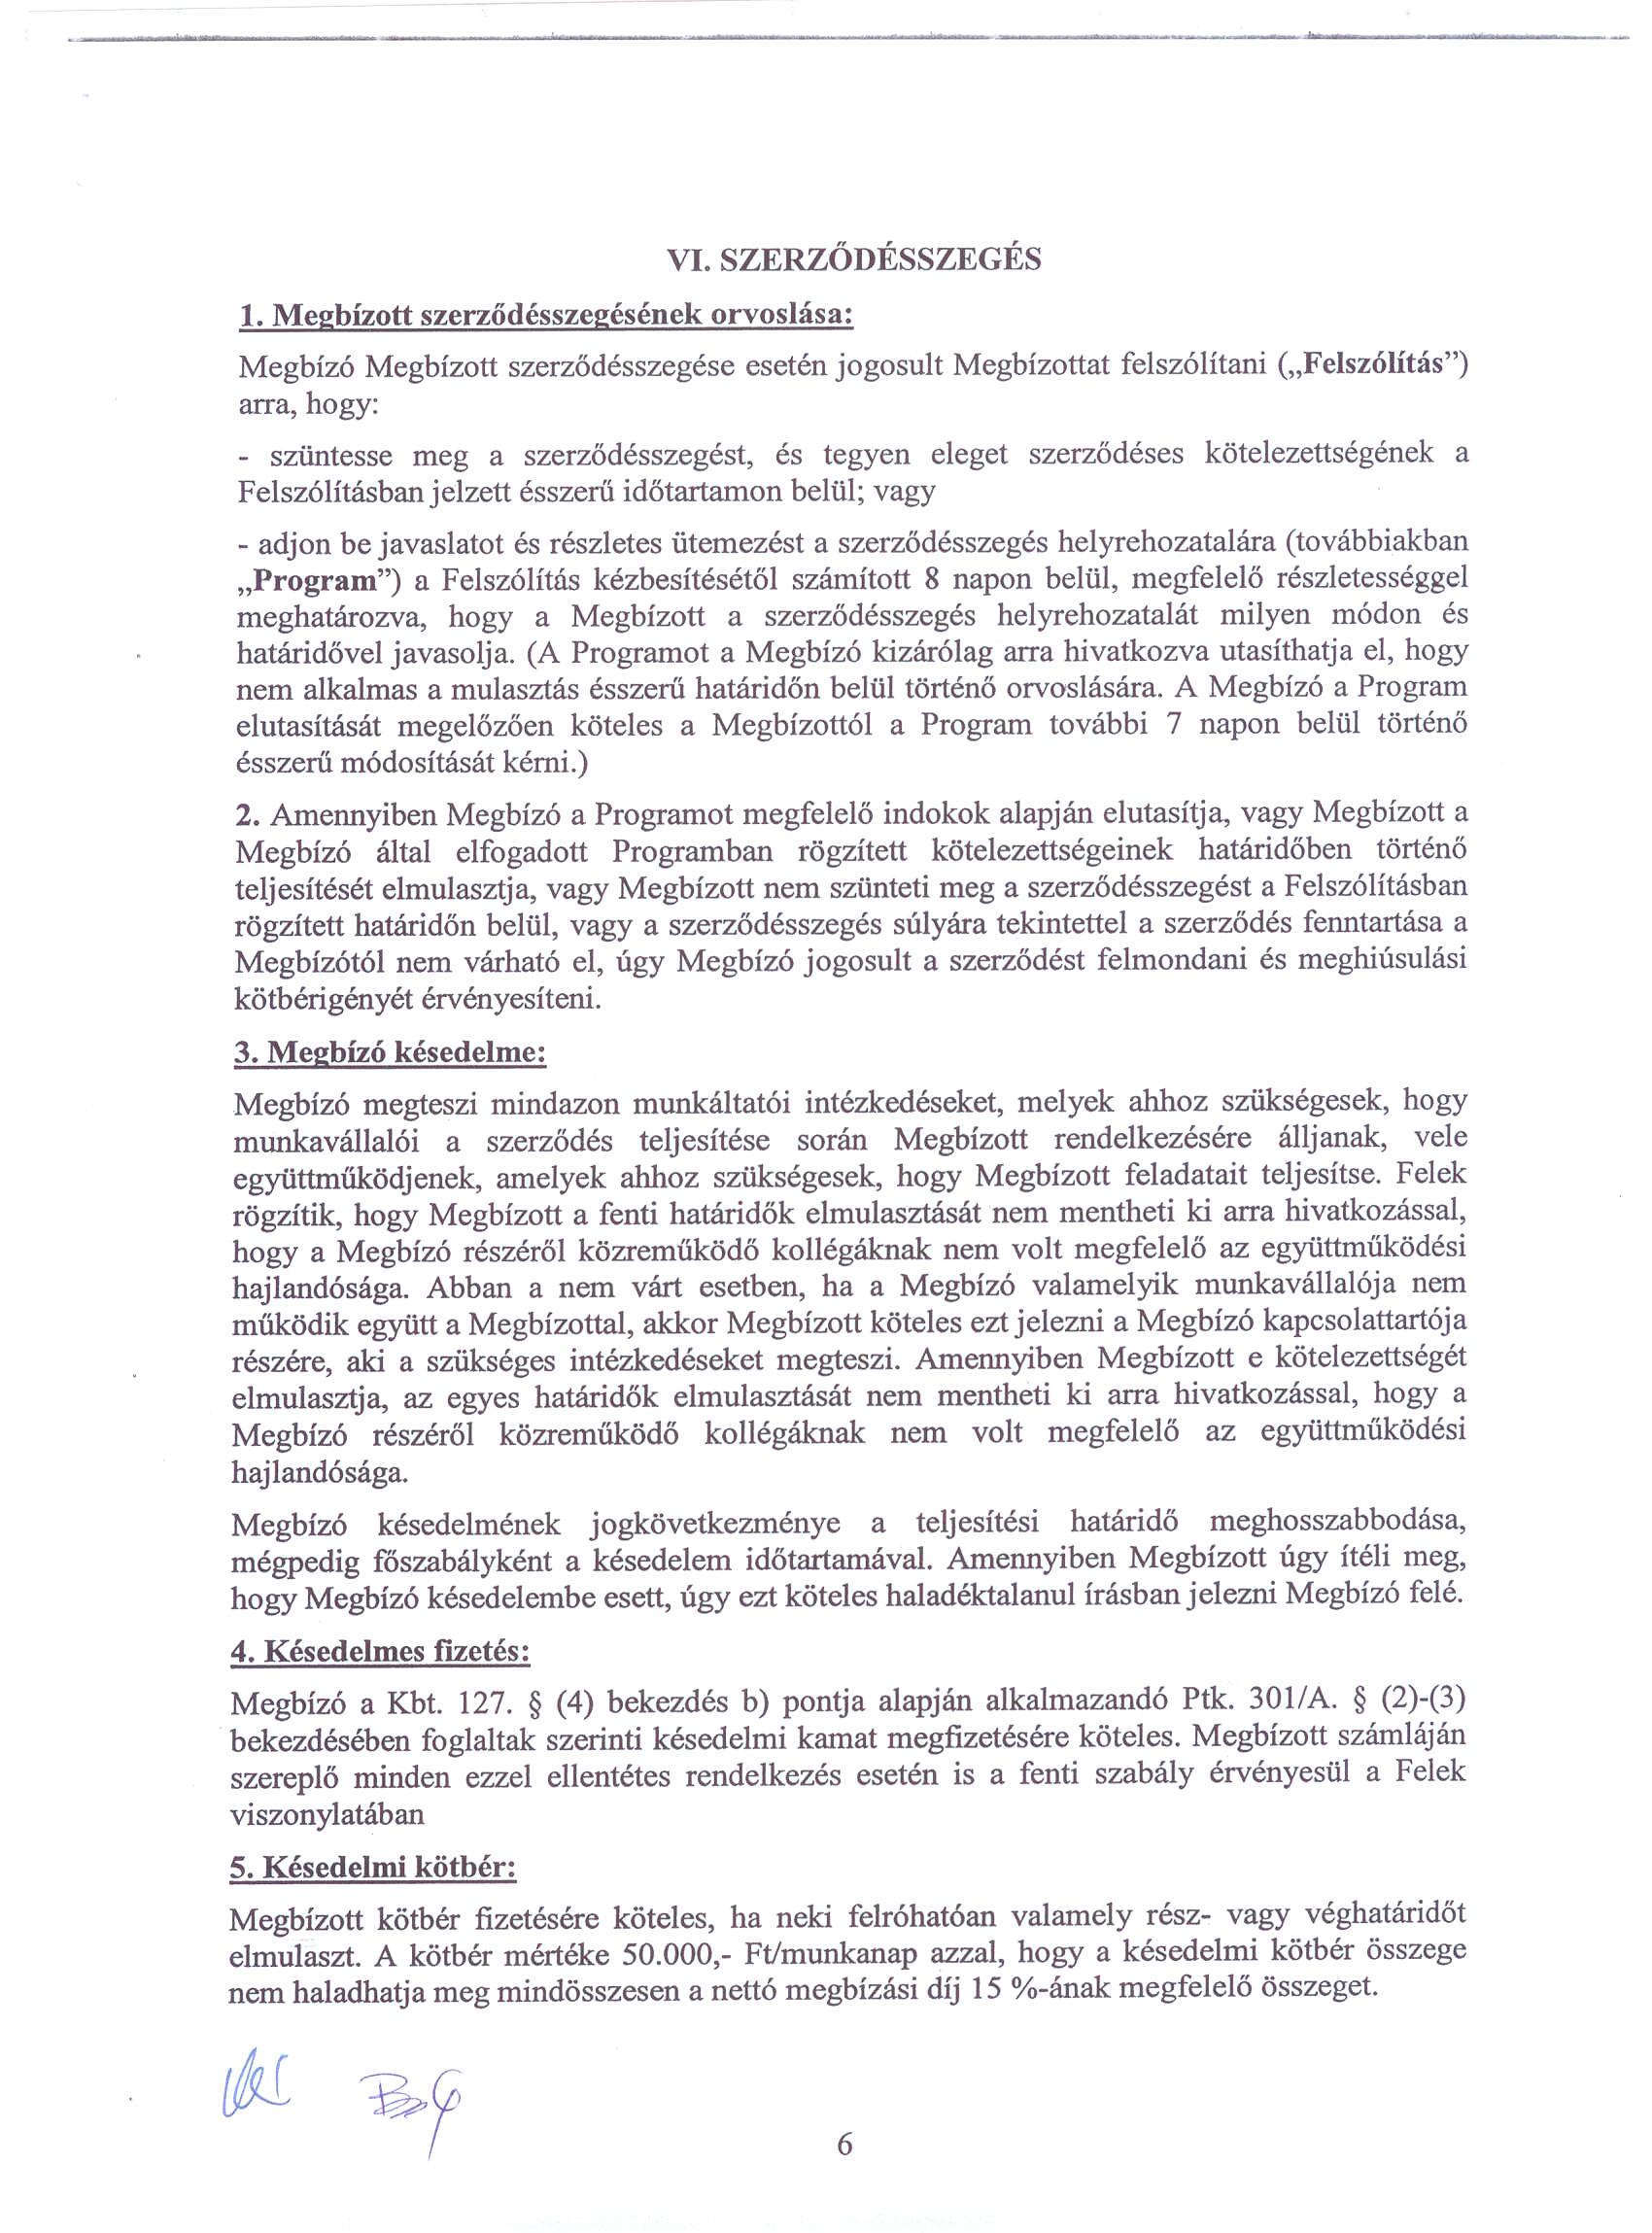 VI. SZERZŐDÉSSZEGÉS
1. Megbízott szerződésszegésének orvoslása:
Megbízó Megbízott szerződésszegése esetén jogosult Megbízottat felszólítani („Felszólítás”)
arra, hogy:
- szüntesse meg a szerződésszegést, és tegyen eleget szerződéses kötelezettségének a
Felszólításban jelzett ésszerű időtartamon belül; vagy
- adjon be javaslatot és részletes ütemezést a szerződésszegés helyrehozatalára (továbbiakban
„Program”) a Felszólítás kézbesítésétől számított 8 napon belül, megfelelő részletességgel
meghatározva, hogy a Megbízott a szerződésszegés helyrehozatalát milyen módon és
határidővel javasolja. (A Programot a Megbízó kizárólag arra hivatkozva utasíthatja el, hogy
nem alkalmas a mulasztás ésszerű határidőn belül történő orvoslására. A Megbízó a Program
elutasítását megelőzően köteles a Megbízottól a Program további 7 napon belül történő
ésszerű módosítását kérni.)
2. Amennyiben Megbízó a Programot megfelelő indokok alapján elutasítja, vagy Megbízott a
Megbízó által elfogadott Programban rögzített kötelezettségeinek határidőben történő
teljesítését elmulasztja, vagy Megbízott nem szünteti meg a szerződésszegést a Felszólításban
rögzített határidőn belül, vagy a szerződésszegés súlyára tekintettel a szerződés fenntartása a
Megbízótól nem várható el, úgy Megbízó jogosult a szerződést felmondani és meghiúsulási
kötbérigényét érvényesíteni.
3. Megbízó késedelme:
Megbízó megteszi mindazon munkáltatói intézkedéseket, melyek ahhoz szükségesek, hogy
munkavállalói a szerződés teljesítése során Megbízott rendelkezésére álljanak, vele
együttműködjenek, amelyek ahhoz szükségesek, hogy Megbízott feladatait teljesítse. Felek
rögzítik, hogy Megbízott a fenti határidők elmulasztását nem mentheti ki arra hivatkozással,
hogy a Megbízó részéről közreműködő kollégáknak nem volt megfelelő az együttműködési
hajlandósága. Abban a nem várt esetben, ha a Megbízó valamelyik munkavállalója nem
működik együtt a Megbízottal, akkor Megbízott köteles ezt jelezni a Megbízó kapcsolattartója
részére, aki a szükséges intézkedéseket megteszi. Amennyiben Megbízott e kötelezettségét
elmulasztja, az egyes határidők elmulasztását nem mentheti ki arra hivatkozással, hogy a
Megbízó részéről közreműködő kollégáknak nem volt megfelelő az együttműködési
hajlandósága.
Megbízó késedelmének jogkövetkezménye a teljesítési határidő meghosszabbodása,
mégpedig főszabályként a késedelem időtartamával. Amennyiben Megbízott úgy ítéli meg,
hogy Megbízó késedelembe esett, úgy ezt köteles haladéktalanul írásban jelezni Megbízó felé.
4. Késedelmes fizetés:
Megbízó a Kbt. 127. § (4) bekezdés b) pontja alapján alkalmazandó Ptk. 301/A. § (2)-(3)
bekezdésében foglaltak szerinti késedelmi kamat megfizetésére köteles. Megbízott számláján
szereplő minden ezzel ellentétes rendelkezés esetén is a fenti szabály érvényesül a Felek
viszonylatában
5. Késedelmi kötbér:
Megbízott kötbér fizetésére köteles, ha neki felróhatóan valamely rész- vagy véghatáridőt
elmulaszt. A kötbér mértéke 50.000,- Ft/munkanap azzal, hogy a késedelmi kötbér összege
nem haladhatja meg mindösszesen a nettó megbízási díj 15 %-ának megfelelő összeget.
6